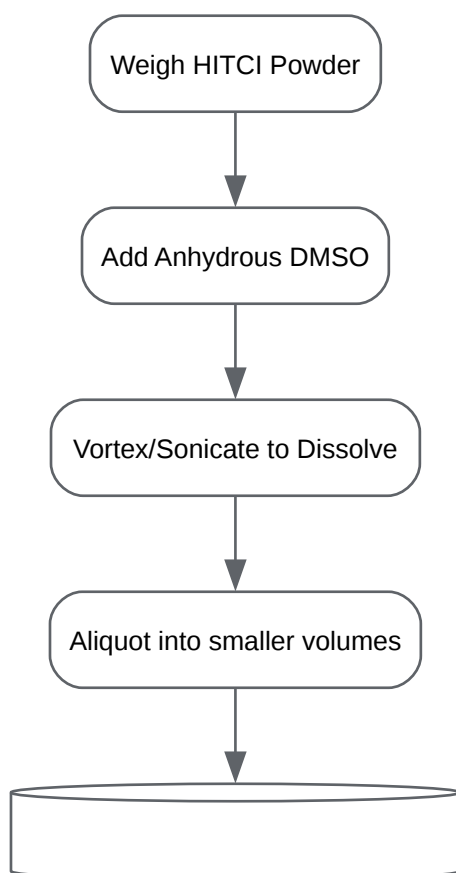 Weigh HITCI Powder
Add Anhydrous DMSO
Vortex/Sonicate to Dissolve
Aliquot into smaller volumes